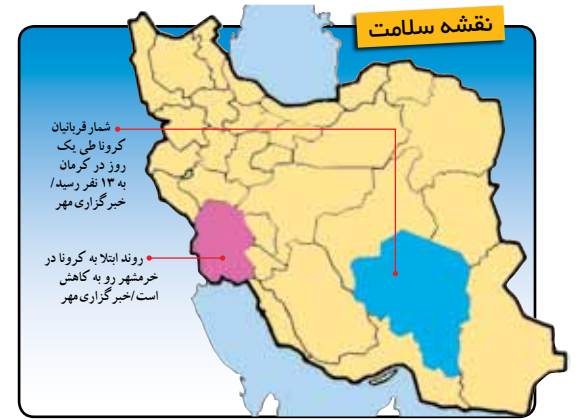 نقشه سلامت
شمار قربانیان
کرونا طی یک
روز در کرمان
به ۱۳ نفر رسید/
خبرگزاری مهر
روند ابتلا به کرونا در
خرمشهر رو به کاهش
است/خبرگزاری مهر